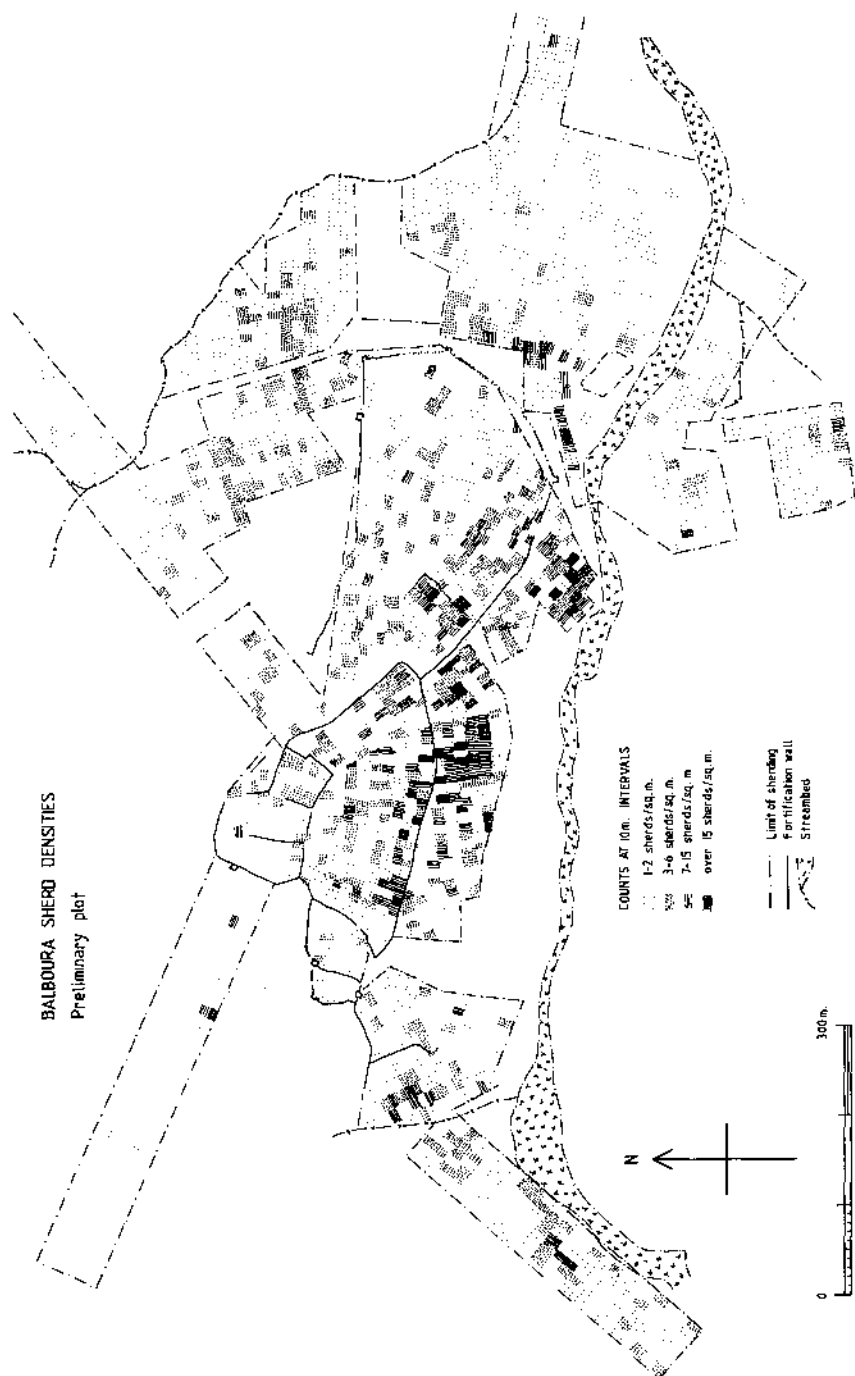 BALBOURA SHERD DENSITIES
Preliminary plot
COUNTS AT 10m. INTERVALS
1-2 sherds/sq.m.
3-6 sherds/sq.m.
7-15 sherds/sq.m
over 15 sherds/sq.m.
Limit of sherding
Fortification wall
Streambed
N
0
300m.